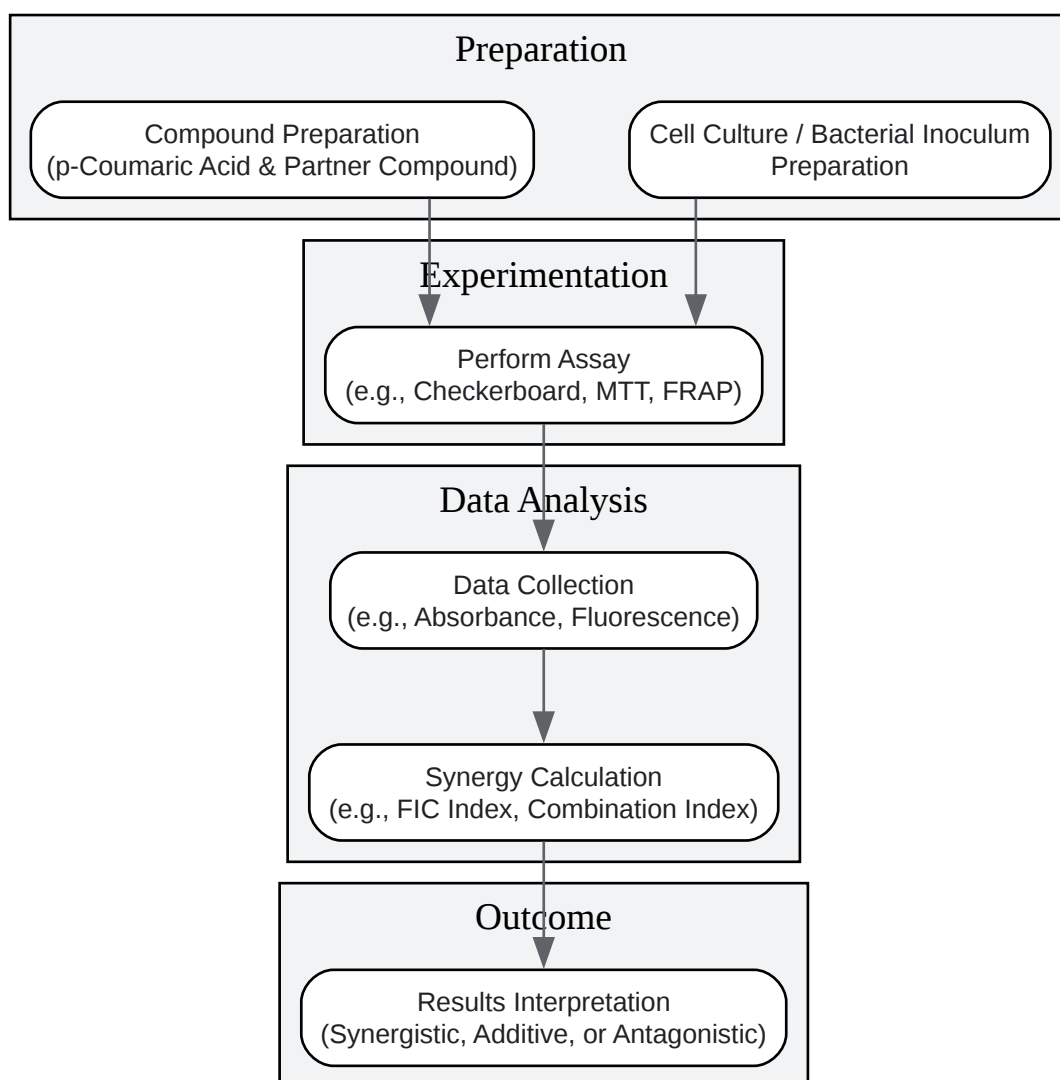 Preparation
Compound Preparation
(p-Coumaric Acid & Partner Compound)
Cell Culture / Bacterial Inoculum
Preparation
Experimentation
Perform Assay
(e.g., Checkerboard, MTT, FRAP)
Data Analysis
Data Collection
(e.g., Absorbance, Fluorescence)
Synergy Calculation
(e.g., FIC Index, Combination Index)
Outcome
Results Interpretation
(Synergistic, Additive, or Antagonistic)